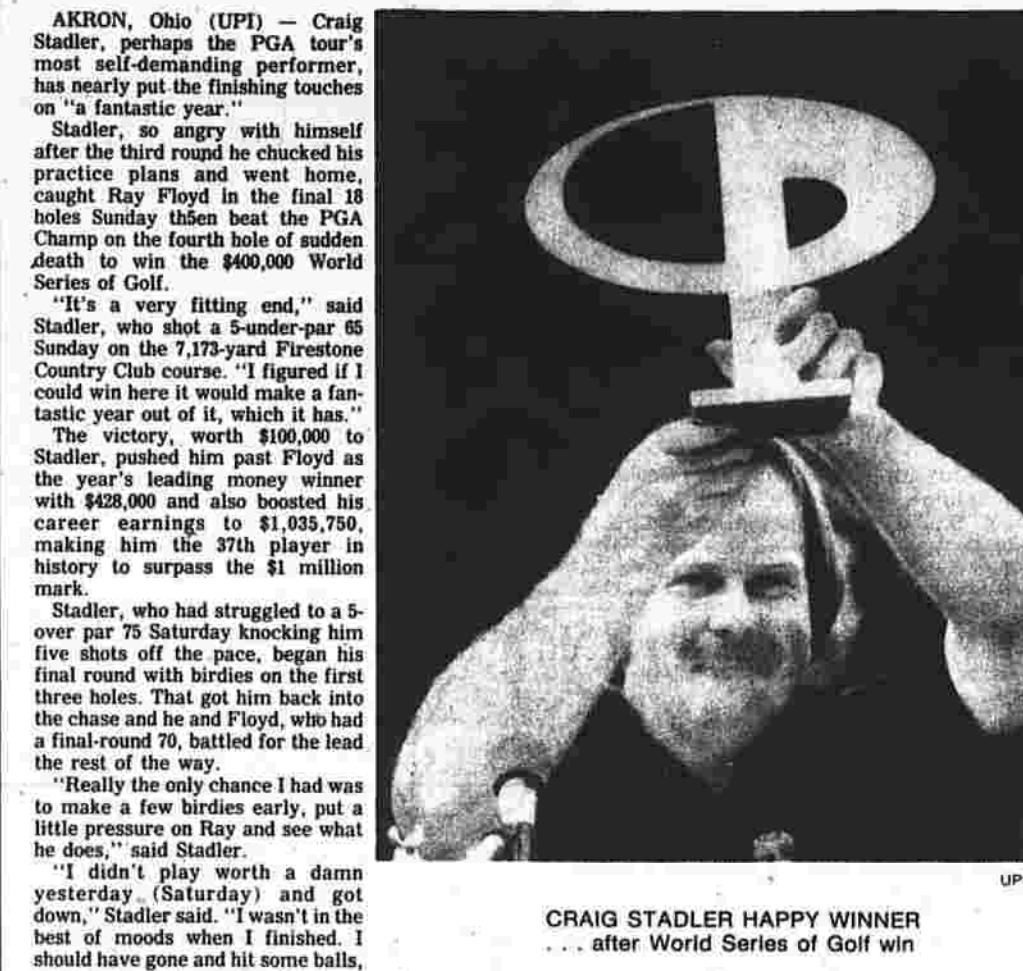 AKRON, Ohio (UPI) — Craig
Stadler, perhaps the PGA tour's
most self-demanding performer,
has nearly put the finishing touches
on "a fantastic year."
Stadler, so angry with himself
after the third round he chucked his
practice plans and went home,
caught Ray Floyd in the final 18
holes Sunday th5en beat the PGA
Champ on the fourth hole of sudden
death to win the $400,000 World
Series of Golf.
"It's a very fitting end," said
Stadler, who shot a 5-under-par 65
Sunday on the 7,173-yard Firestone
Country Club course. "I figured if I
could win here it would make a fan-
tastic year out of it, which it has."
The victory, worth $100,000 to
Stadler, pushed him past Floyd as
the year's leading money winner
with $428,000 and also boosted his
career earnings to $1,035,750,
making him the 37th player in
history to surpass the $1 million
mark.
Stadler, who had struggled to a 5-
over par 75 Saturday knocking him
five shots off the pace, began his
final round with birdies on the first
three holes. That got him back into
the chase and he and Floyd, who had
a final-round 70, battled for the lead
the rest of the way.
"Really the only chance I had was
to make a few birdies early, put a
little pressure on Ray and see what
he does," said Stadler.
"I didn't play worth a damn
yesterday (Saturday) and got
down," Stadler said. "I wasn't in the
best of moods when I finished. I
should have gone and hit some balls,
UP
CRAIG STADLER HAPPY WINNER
. . . after World Series of Golf win